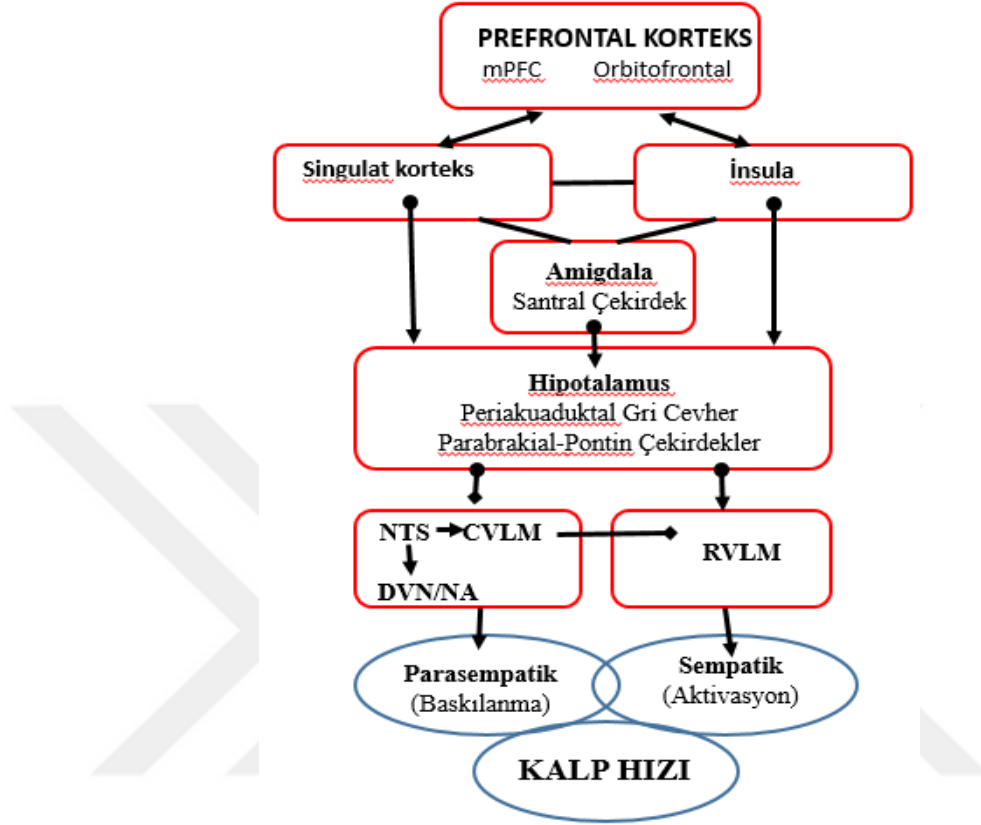 PREFRONTAL KORTEKS
mPFC Orbitofrontal
Singulat korteks
İnsula
Amigdala
Santral Çekirdek
Hipotalamus
Periakuaduktal Gri Cevher
Parabrakial-Pontin Çekirdekler
NTS CVLM
DVN/NA
RVLM
Parasempatik
(Baskılanma)
Sempatik
(Aktivasyon)
KALP HIZI